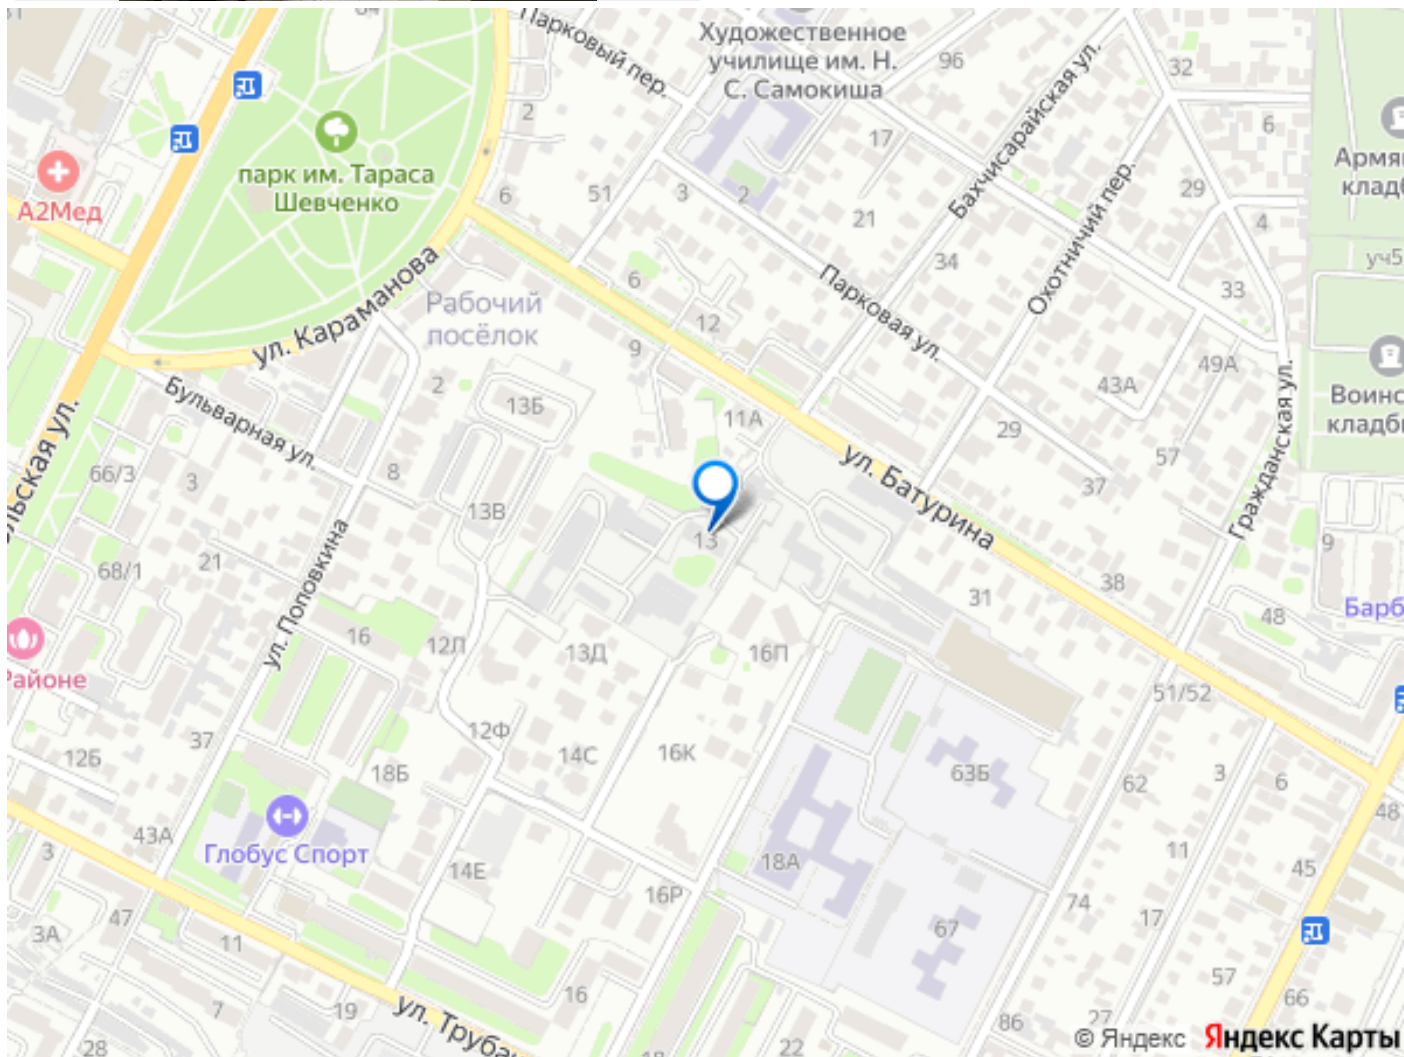 Парковый пер.
Художественное
училище им. Н.
С. Самокиша
96
32
6
2
17
Бахчисарайская ул.
парк им. Тараса
Шевченко
А2Мед
6
51
3
2
21
29
4
Охотничий пер.
34
33
ул. Караманова
Рабочий
посёлок
6
12
Парковая ул.
9
49А
43А
2
13Б
11А
Бульварная ул.
29
57
37
Гражданская ул.
66/3
3
8
13В
ул. Батурина
13
9
68/1
21
ул. Поповкина
38
31
48
16
12Л
13Д
16П
51/52
37
12Б
12Ф
14С
16К
18Б
63Б
62
3
6
48
43А
3
Глобус Спорт
14Е
18А
11
45
16Р
74
17
47
3А
11
67
57
66
7
19
16
ул. Труба
28
22
86
27
© Яндекс Яндекс Карты